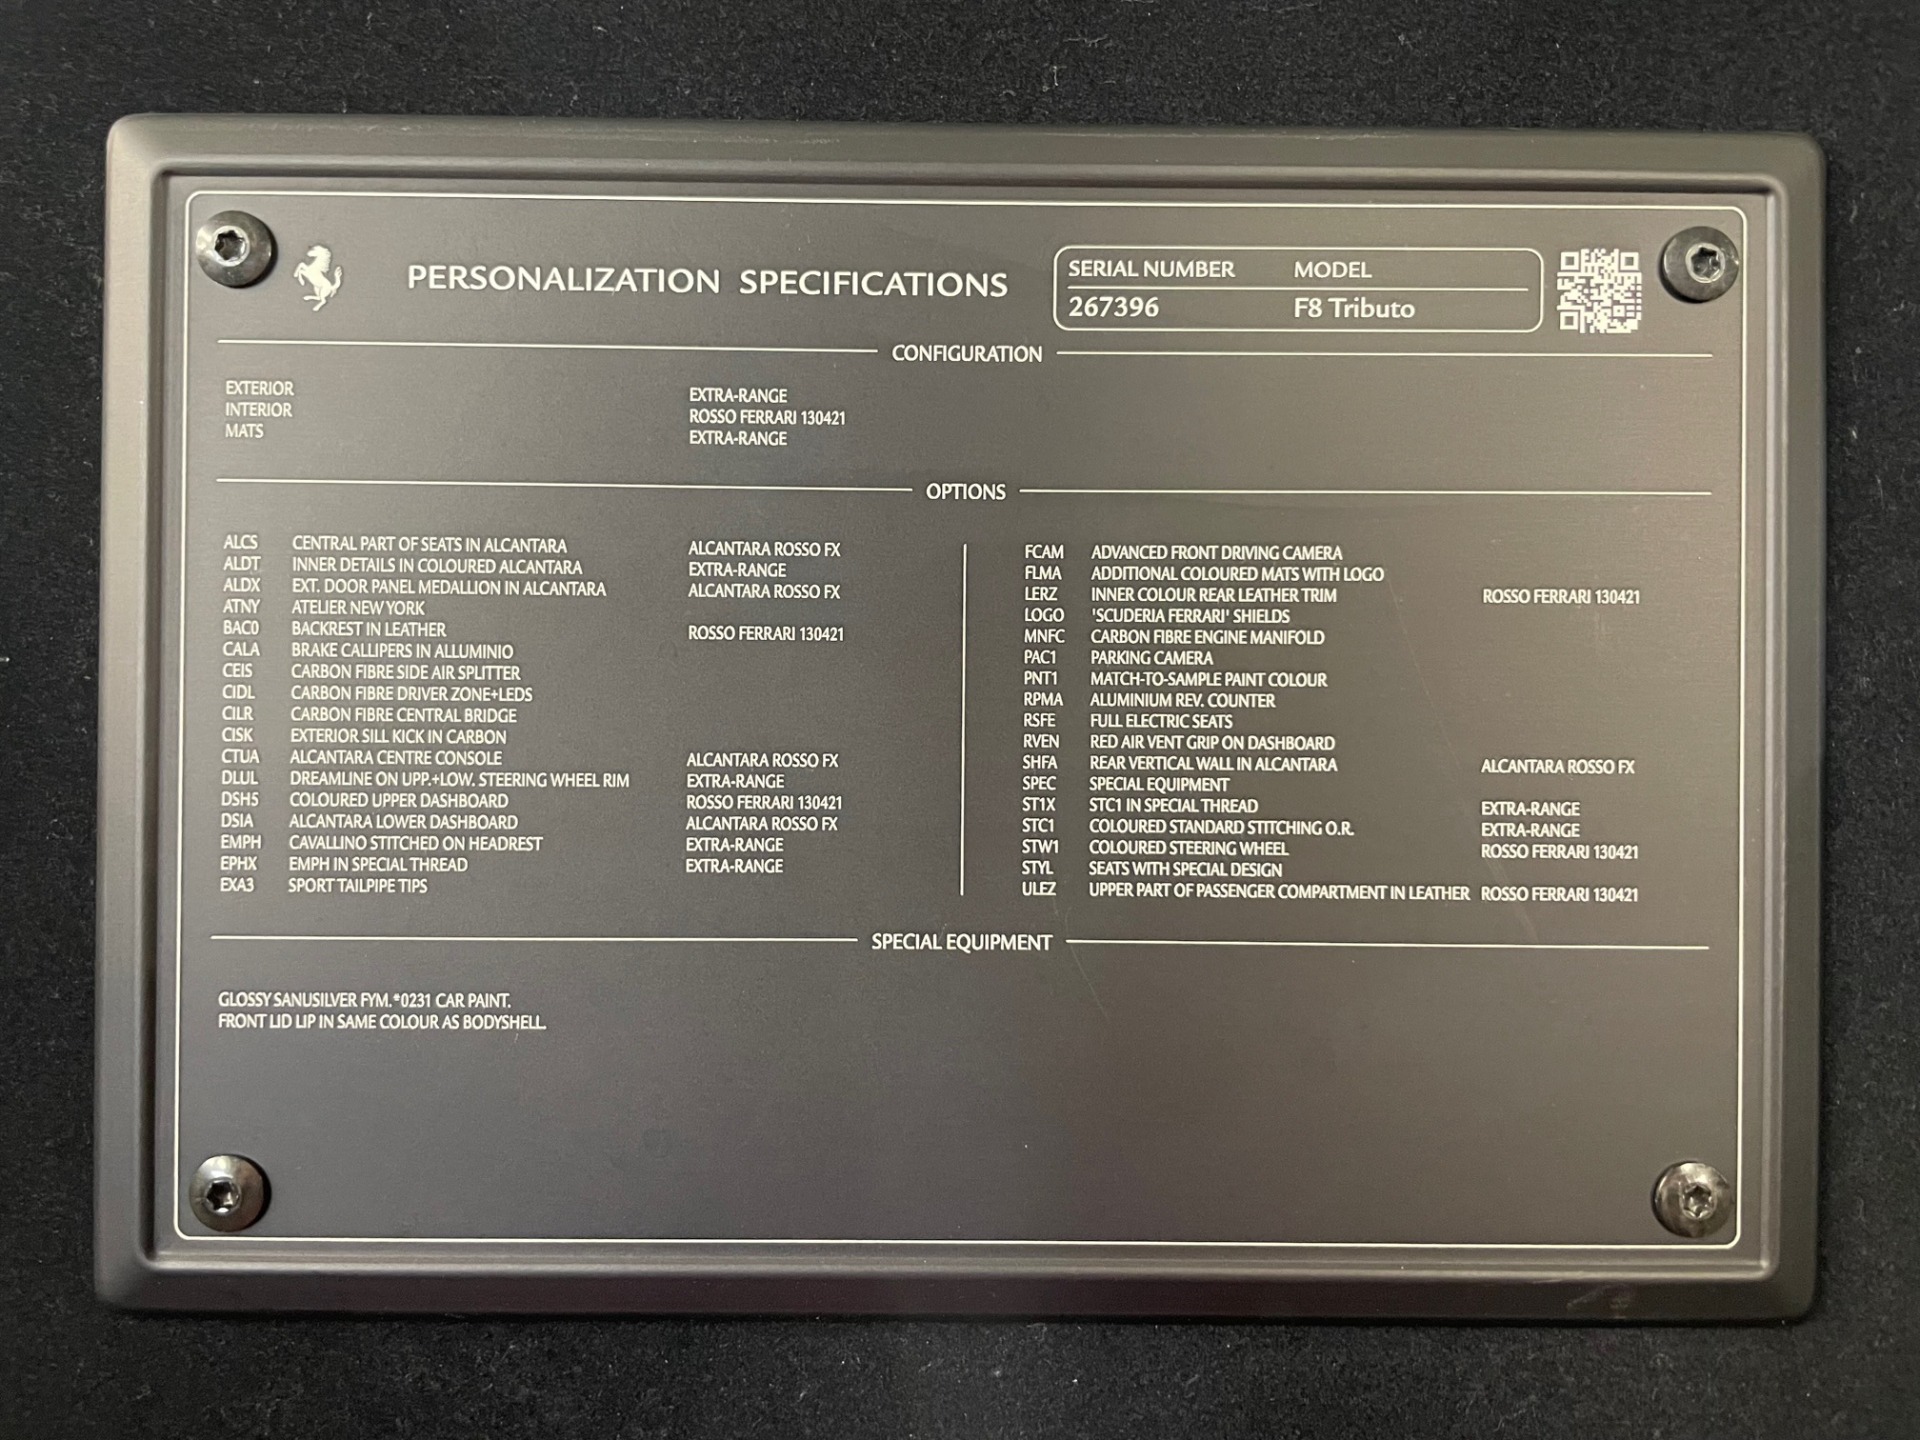 PERSONALIZATION SPECIFICATIONS
SERIAL NUMBER MODEL
267396 F8 Tributo
CONFIGURATION
EXTERIOR EXTRA-RANGE
INTERIOR ROSSO FERRARI 130421
MATS EXTRA-RANGE
OPTIONS
ALCS CENTRAL PART OF SEATS IN ALCANTARA ALCANTARA ROSSO FX
ALDT INNER DETAILS IN COLOURED ALCANTARA EXTRA-RANGE
ALDX EXT. DOOR PANEL MEDALLION IN ALCANTARA ALCANTARA ROSSO FX
ATNY ATELIER NEW YORK
BAC0 BACKREST IN LEATHER ROSSO FERRARI 130421
CALA BRAKE CALLIPERS IN ALLUMINIO
CEIS CARBON FIBRE SIDE AIR SPLITTER
CIDL CARBON FIBRE DRIVER ZONE+LEDS
CILR CARBON FIBRE CENTRAL BRIDGE
CISK EXTERIOR SILL KICK IN CARBON
CTUA ALCANTARA CENTRE CONSOLE ALCANTARA ROSSO FX
DLUL DREAMLINE ON UPP.+LOW. STEERING WHEEL RIM EXTRA-RANGE
DSH5 COLOURED UPPER DASHBOARD ROSSO FERRARI 130421
DSIA ALCANTARA LOWER DASHBOARD ALCANTARA ROSSO FX
EMPH CAVALLINO STITCHED ON HEADREST EXTRA-RANGE
EPHX EMPH IN SPECIAL THREAD EXTRA-RANGE
EXA3 SPORT TAILPIPE TIPS
FCAM ADVANCED FRONT DRIVING CAMERA
FLMA ADDITIONAL COLOURED MATS WITH LOGO
LERZ INNER COLOUR REAR LEATHER TRIM ROSSO FERRARI 130421
LOGO 'SCUDERIA FERRARI' SHIELDS
MNFC CARBON FIBRE ENGINE MANIFOLD
PAC1 PARKING CAMERA
PNT1 MATCH-TO-SAMPLE PAINT COLOUR
RPMA ALUMINIUM REV. COUNTER
RSFE FULL ELECTRIC SEATS
RVEN RED AIR VENT GRIP ON DASHBOARD
SHFA REAR VERTICAL WALL IN ALCANTARA ALCANTARA ROSSO FX
SPEC SPECIAL EQUIPMENT
ST1X STC1 IN SPECIAL THREAD EXTRA-RANGE
STC1 COLOURED STANDARD STITCHING O.R. EXTRA-RANGE
STW1 COLOURED STEERING WHEEL ROSSO FERRARI 130421
STYL SEATS WITH SPECIAL DESIGN
ULEZ UPPER PART OF PASSENGER COMPARTMENT IN LEATHER ROSSO FERRARI 130421
SPECIAL EQUIPMENT
GLOSSY SANUSILVER FYM.*0231 CAR PAINT.
FRONT LID LIP IN SAME COLOUR AS BODYSHELL.